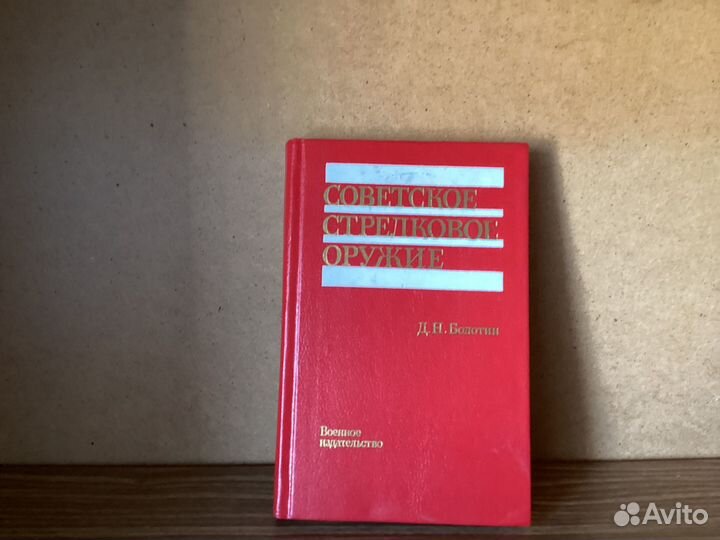 СОВЕТСКОЕ
СТРЕЛКОВОЕ
ОРУЖИЕ
Д. Н. Болотин
Военное
издательство
Avito